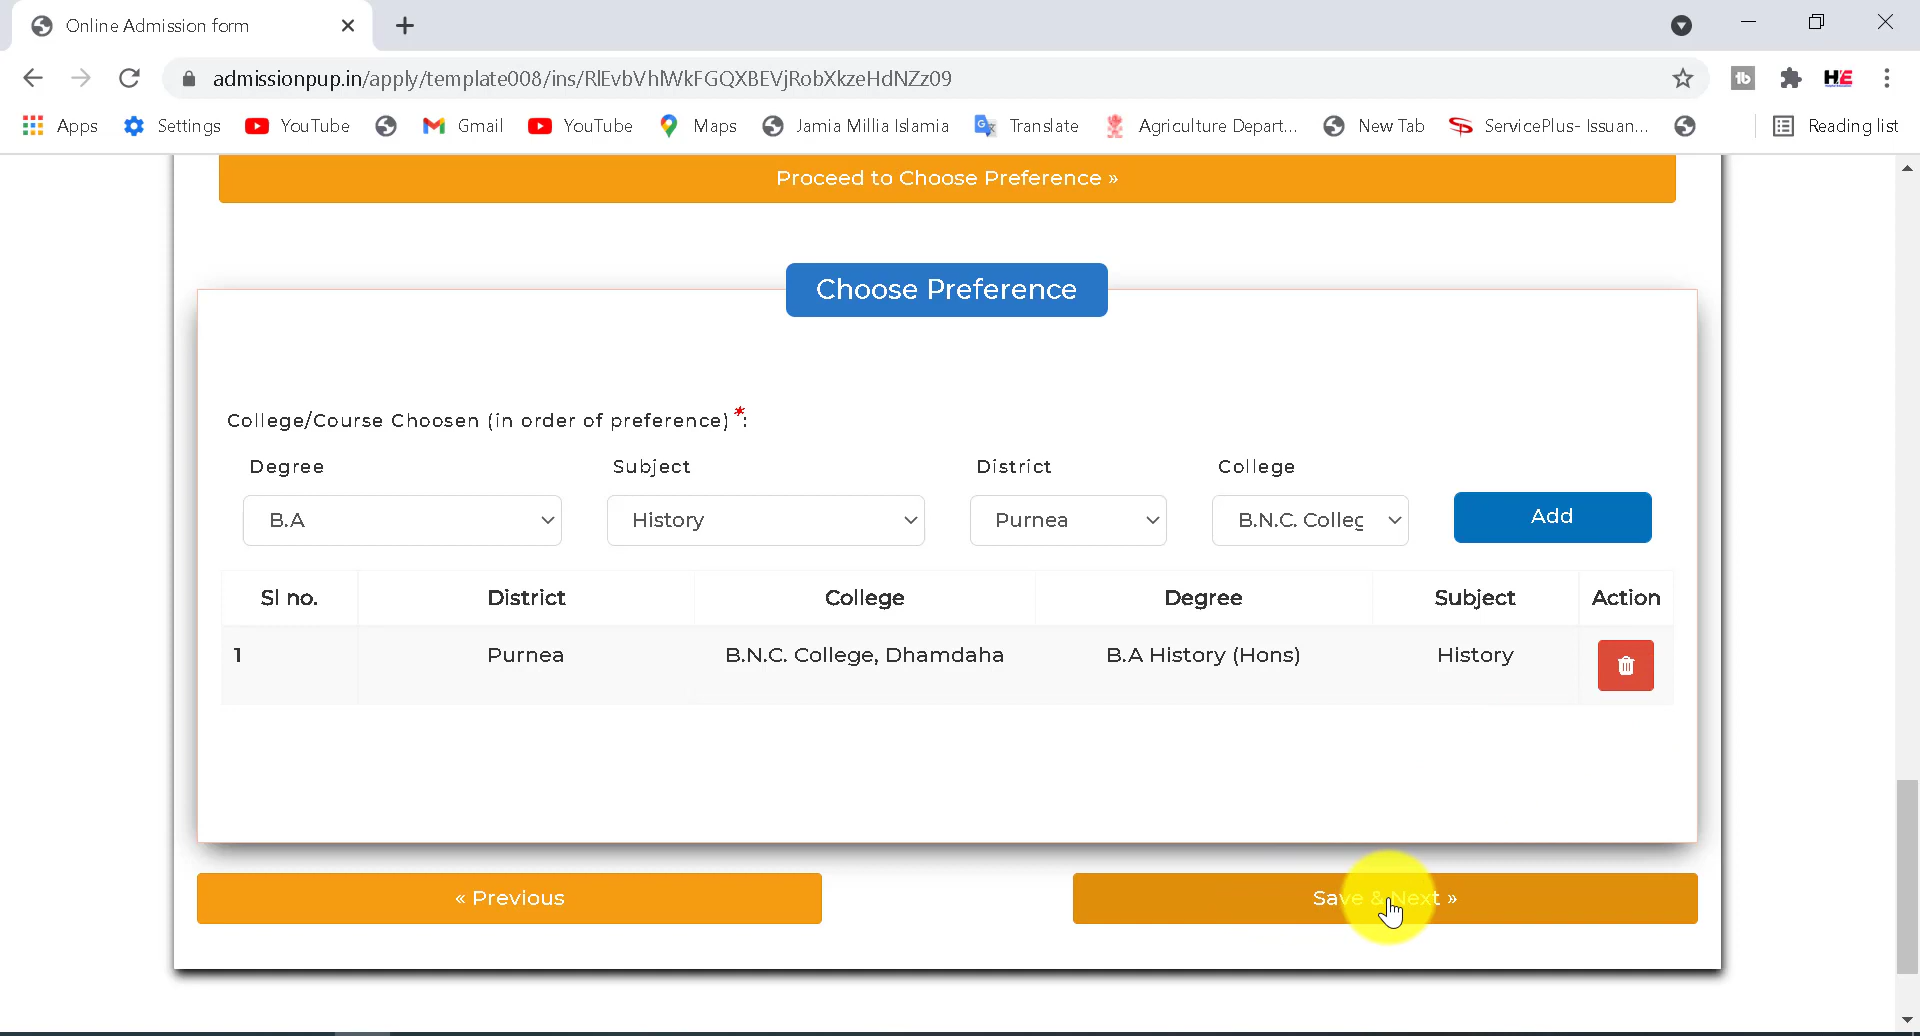 Online Admission form
admissionpup.in/apply/template008/ins/RlEvbVhlWkFGQXBEVjRobXkzeHdNZz09
Apps Settings YouTube Gmail YouTube Maps Jamia Millia Islamia Translate Agriculture Depart... New Tab ServicePlus- Issuan... Reading list
Proceed to Choose Preference »
Choose Preference
College/Course Choosen (in order of preference)*:
Degree Subject District College
B.A History Purnea B.N.C. Colleg Add
Sl no. District College Degree Subject Action
1 Purnea B.N.C. College, Dhamdaha B.A History (Hons) History
« Previous Save & Next »